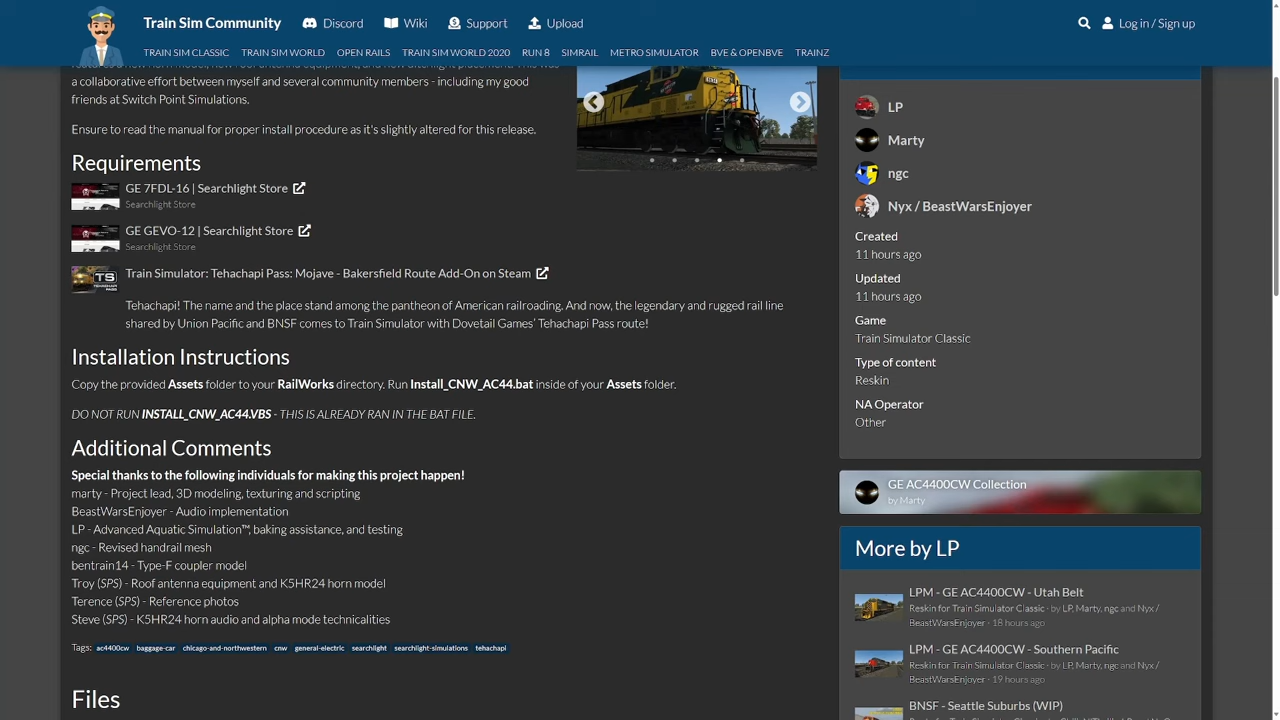 Train Sim Community
Discord
Wiki
Support
Upload
Log in / Sign up
TRAIN SIM CLASSIC
TRAIN SIM WORLD
OPEN RAILS
TRAIN SIM WORLD 2020
RUN 8
SIMRAIL
METRO SIMULATOR
BVE & OPENBVE
TRAINZ
a collaborative effort between myself and several community members - including my good
friends at Switch Point Simulations.
Ensure to read the manual for proper install procedure as it's slightly altered for this release.
Requirements
GE 7FDL-16 | Searchlight Store
Searchlight Store
GE GEVO-12 | Searchlight Store
Searchlight Store
TS
Train Simulator: Tehachapi Pass: Mojave - Bakersfield Route Add-On on Steam
Tehachapi! The name and the place stand among the pantheon of American railroading. And now, the legendary and rugged rail line
shared by Union Pacific and BNSF comes to Train Simulator with Dovetail Games' Tehachapi Pass route!
Installation Instructions
Copy the provided Assets folder to your RailWorks directory. Run Install_CNW_AC44.bat inside of your Assets folder.
DO NOT RUN INSTALL_CNW_AC44.VBS - THIS IS ALREADY RAN IN THE BAT FILE.
Additional Comments
Special thanks to the following individuals for making this project happen!
marty - Project lead, 3D modeling, texturing and scripting
BeastWarsEnjoyer - Audio implementation
LP - Advanced Aquatic Simulation™, baking assistance, and testing
ngc - Revised handrail mesh
bentrain14 - Type-F coupler model
Troy (SPS) - Roof antenna equipment and K5HR24 horn model
Terence (SPS) - Reference photos
Steve (SPS) - K5HR24 horn audio and alpha mode technicalities
Tags: ac4400cw baggage-car chicago-and-northwestern cnw general-electric searchlight searchlight-simulations tehachapi
Files
LP
Marty
ngc
Nyx / BeastWarsEnjoyer
Created
11 hours ago
Updated
11 hours ago
Game
Train Simulator Classic
Type of content
Reskin
NA Operator
Other
GE AC4400CW Collection
by Marty
More by LP
LPM - GE AC4400CW - Utah Belt
Reskin for Train Simulator Classic · by LP, Marty, ngc and Nyx /
BeastWarsEnjoyer · 18 hours ago
LPM - GE AC4400CW - Southern Pacific
Reskin for Train Simulator Classic · by LP, Marty, ngc and Nyx /
BeastWarsEnjoyer · 19 hours ago
BNSF - Seattle Suburbs (WIP)